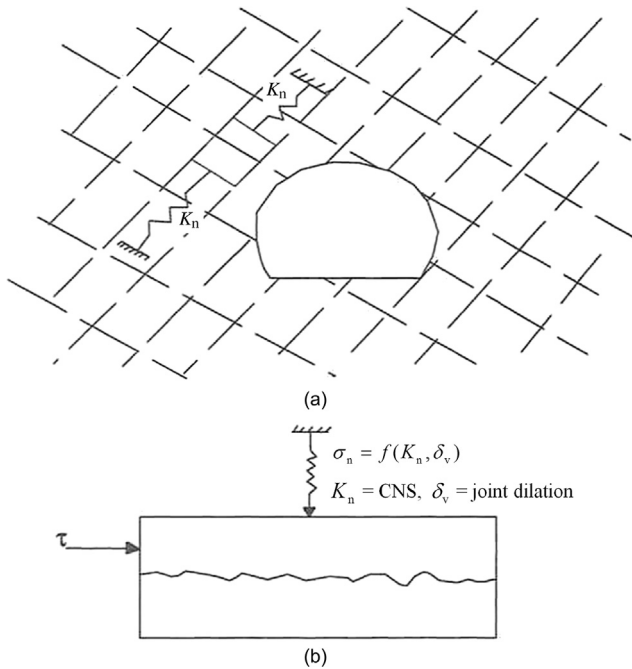 Kₙ
Kₙ
(a)
σₙ = f(Kₙ, δᵥ)
Kₙ = CNS, δᵥ = joint dilation
τ
(b)